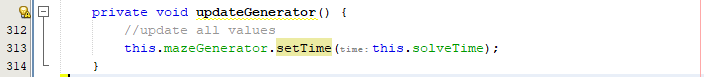 private void updateGenerator() {
312 //update all values
313 this.mazeGenerator.setTime(time: this.solveTime);
314 }